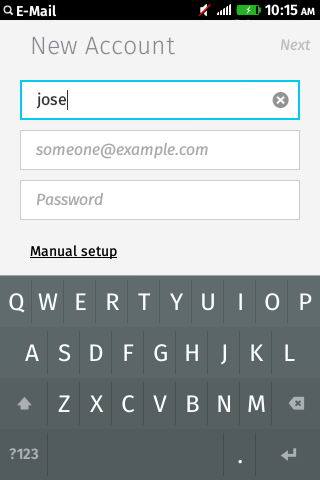 E-Mail 10:15 AM
New Account Next
jose
someone@example.com
Password
Manual setup
Q W E R T Y U I O P
A S D F G H J K L
Z X C V B N M
?123 .